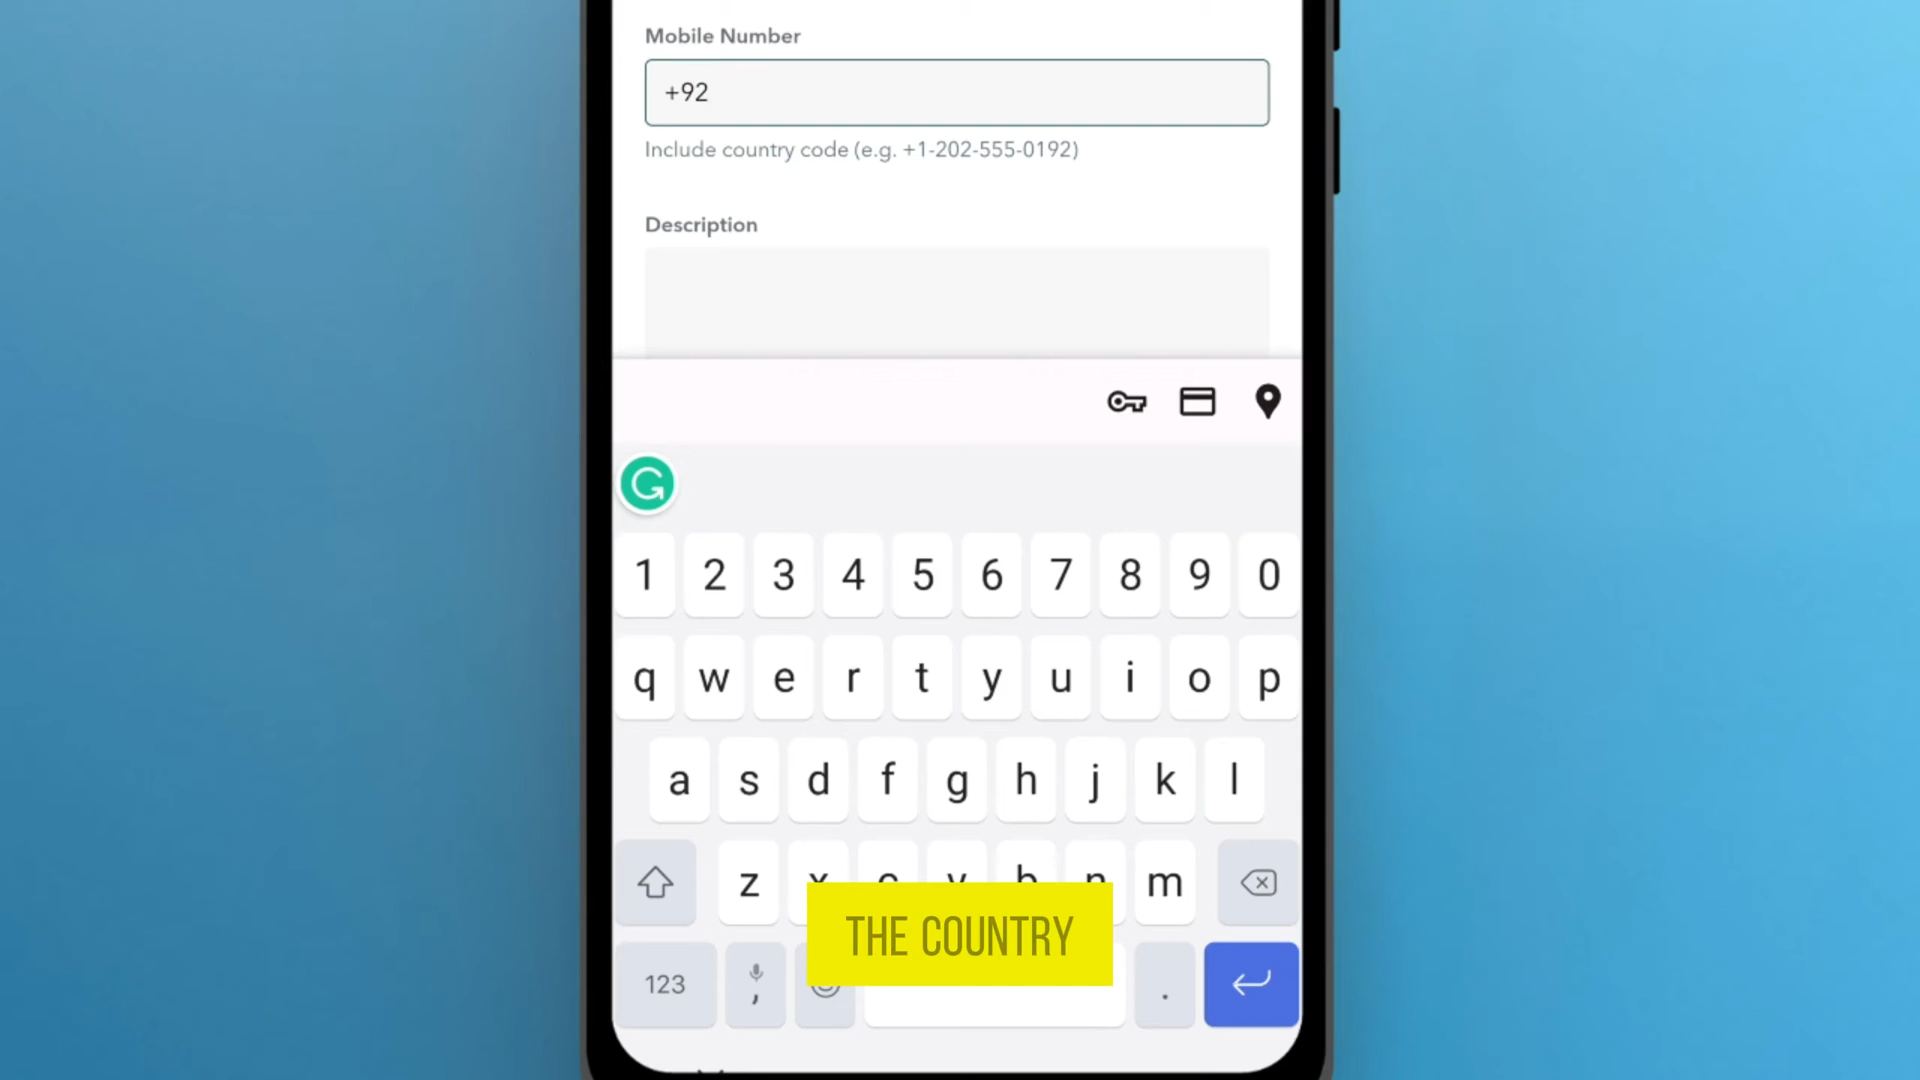 Mobile Number
+92
Include country code (e.g. +1-202-555-0192)
Description
1 2 3 4 5 6 7 8 9 0
q w e r t y u i o p
a s d f g h j k l
z x c v b n m
THE COUNTRY
123 , .